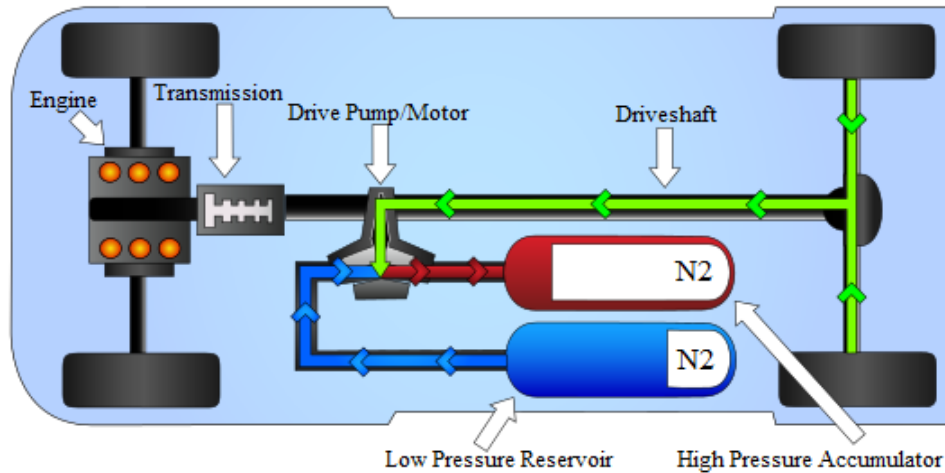 Engine
Transmission
Drive Pump/Motor
Driveshaft
N2
N2
Low Pressure Reservoir
High Pressure Accumulator